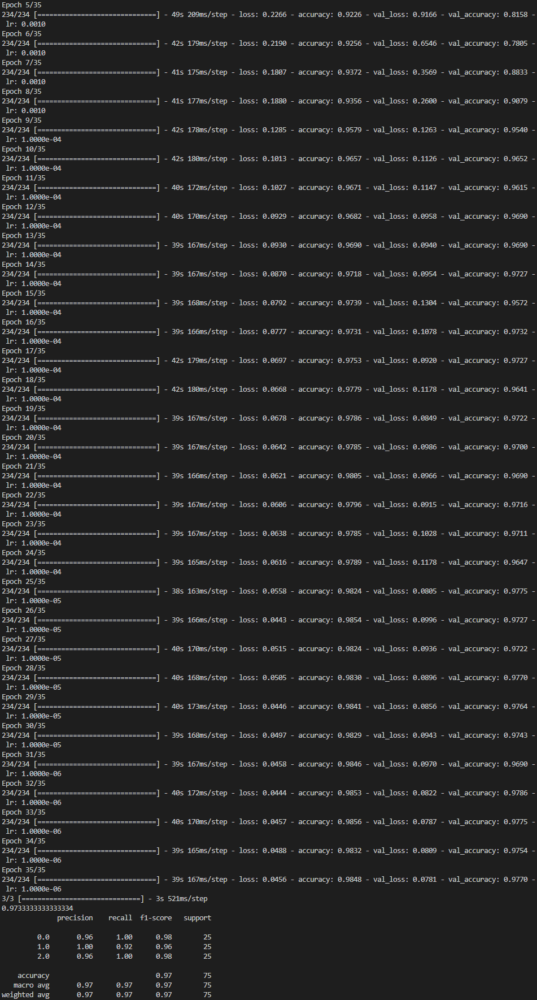 Epoch 5/35
234/234 [==============================] - 49s 209ms/step - loss: 0.2266 - accuracy: 0.9226 - val_loss: 0.9166 - val_accuracy: 0.8158 -
lr: 0.0010
Epoch 6/35
234/234 [==============================] - 42s 179ms/step - loss: 0.2190 - accuracy: 0.9256 - val_loss: 0.6546 - val_accuracy: 0.7805 -
lr: 0.0010
Epoch 7/35
234/234 [==============================] - 41s 175ms/step - loss: 0.1807 - accuracy: 0.9372 - val_loss: 0.3569 - val_accuracy: 0.8833 -
lr: 0.0010
Epoch 8/35
234/234 [==============================] - 41s 177ms/step - loss: 0.1880 - accuracy: 0.9356 - val_loss: 0.2600 - val_accuracy: 0.9079 -
lr: 0.0010
Epoch 9/35
234/234 [==============================] - 42s 178ms/step - loss: 0.1285 - accuracy: 0.9579 - val_loss: 0.1263 - val_accuracy: 0.9540 -
lr: 1.0000e-04
Epoch 10/35
234/234 [==============================] - 42s 180ms/step - loss: 0.1013 - accuracy: 0.9657 - val_loss: 0.1126 - val_accuracy: 0.9652 -
lr: 1.0000e-04
Epoch 11/35
234/234 [==============================] - 40s 172ms/step - loss: 0.1027 - accuracy: 0.9671 - val_loss: 0.1147 - val_accuracy: 0.9615 -
lr: 1.0000e-04
Epoch 12/35
234/234 [==============================] - 40s 170ms/step - loss: 0.0929 - accuracy: 0.9682 - val_loss: 0.0958 - val_accuracy: 0.9690 -
lr: 1.0000e-04
Epoch 13/35
234/234 [==============================] - 39s 167ms/step - loss: 0.0930 - accuracy: 0.9690 - val_loss: 0.0940 - val_accuracy: 0.9690 -
lr: 1.0000e-04
Epoch 14/35
234/234 [==============================] - 39s 167ms/step - loss: 0.0870 - accuracy: 0.9718 - val_loss: 0.0954 - val_accuracy: 0.9727 -
lr: 1.0000e-04
Epoch 15/35
234/234 [==============================] - 39s 168ms/step - loss: 0.0792 - accuracy: 0.9739 - val_loss: 0.1304 - val_accuracy: 0.9572 -
lr: 1.0000e-04
Epoch 16/35
234/234 [==============================] - 39s 166ms/step - loss: 0.0777 - accuracy: 0.9731 - val_loss: 0.1078 - val_accuracy: 0.9732 -
lr: 1.0000e-04
Epoch 17/35
234/234 [==============================] - 42s 179ms/step - loss: 0.0697 - accuracy: 0.9753 - val_loss: 0.0920 - val_accuracy: 0.9727 -
lr: 1.0000e-04
Epoch 18/35
234/234 [==============================] - 42s 180ms/step - loss: 0.0668 - accuracy: 0.9779 - val_loss: 0.1178 - val_accuracy: 0.9641 -
lr: 1.0000e-04
Epoch 19/35
234/234 [==============================] - 39s 167ms/step - loss: 0.0678 - accuracy: 0.9786 - val_loss: 0.0849 - val_accuracy: 0.9722 -
lr: 1.0000e-04
Epoch 20/35
234/234 [==============================] - 39s 167ms/step - loss: 0.0642 - accuracy: 0.9785 - val_loss: 0.0986 - val_accuracy: 0.9700 -
lr: 1.0000e-04
Epoch 21/35
234/234 [==============================] - 39s 166ms/step - loss: 0.0621 - accuracy: 0.9805 - val_loss: 0.0966 - val_accuracy: 0.9690 -
lr: 1.0000e-04
Epoch 22/35
234/234 [==============================] - 39s 167ms/step - loss: 0.0606 - accuracy: 0.9796 - val_loss: 0.0915 - val_accuracy: 0.9716 -
lr: 1.0000e-04
Epoch 23/35
234/234 [==============================] - 39s 167ms/step - loss: 0.0638 - accuracy: 0.9785 - val_loss: 0.1028 - val_accuracy: 0.9711 -
lr: 1.0000e-04
Epoch 24/35
234/234 [==============================] - 39s 165ms/step - loss: 0.0616 - accuracy: 0.9789 - val_loss: 0.1178 - val_accuracy: 0.9647 -
lr: 1.0000e-04
Epoch 25/35
234/234 [==============================] - 38s 163ms/step - loss: 0.0558 - accuracy: 0.9824 - val_loss: 0.0805 - val_accuracy: 0.9775 -
lr: 1.0000e-05
Epoch 26/35
234/234 [==============================] - 39s 166ms/step - loss: 0.0443 - accuracy: 0.9854 - val_loss: 0.0996 - val_accuracy: 0.9727 -
lr: 1.0000e-05
Epoch 27/35
234/234 [==============================] - 40s 170ms/step - loss: 0.0515 - accuracy: 0.9824 - val_loss: 0.0936 - val_accuracy: 0.9722 -
lr: 1.0000e-05
Epoch 28/35
234/234 [==============================] - 40s 168ms/step - loss: 0.0505 - accuracy: 0.9830 - val_loss: 0.0896 - val_accuracy: 0.9770 -
lr: 1.0000e-05
Epoch 29/35
234/234 [==============================] - 40s 173ms/step - loss: 0.0446 - accuracy: 0.9841 - val_loss: 0.0856 - val_accuracy: 0.9764 -
lr: 1.0000e-05
Epoch 30/35
234/234 [==============================] - 39s 168ms/step - loss: 0.0497 - accuracy: 0.9829 - val_loss: 0.0943 - val_accuracy: 0.9743 -
lr: 1.0000e-05
Epoch 31/35
234/234 [==============================] - 39s 167ms/step - loss: 0.0458 - accuracy: 0.9846 - val_loss: 0.0970 - val_accuracy: 0.9690 -
lr: 1.0000e-06
Epoch 32/35
234/234 [==============================] - 40s 172ms/step - loss: 0.0444 - accuracy: 0.9853 - val_loss: 0.0822 - val_accuracy: 0.9786 -
lr: 1.0000e-06
Epoch 33/35
234/234 [==============================] - 40s 170ms/step - loss: 0.0457 - accuracy: 0.9856 - val_loss: 0.0787 - val_accuracy: 0.9775 -
lr: 1.0000e-06
Epoch 34/35
234/234 [==============================] - 39s 165ms/step - loss: 0.0488 - accuracy: 0.9832 - val_loss: 0.0809 - val_accuracy: 0.9754 -
lr: 1.0000e-06
Epoch 35/35
234/234 [==============================] - 39s 167ms/step - loss: 0.0456 - accuracy: 0.9848 - val_loss: 0.0781 - val_accuracy: 0.9770 -
lr: 1.0000e-06
3/3 [==============================] - 3s 521ms/step
0.9733333333333334
precision recall f1-score support
0.0 0.96 1.00 0.98 25
1.0 1.00 0.92 0.96 25
2.0 0.96 1.00 0.98 25
accuracy 0.97 75
macro avg 0.97 0.97 0.97 75
weighted avg 0.97 0.97 0.97 75